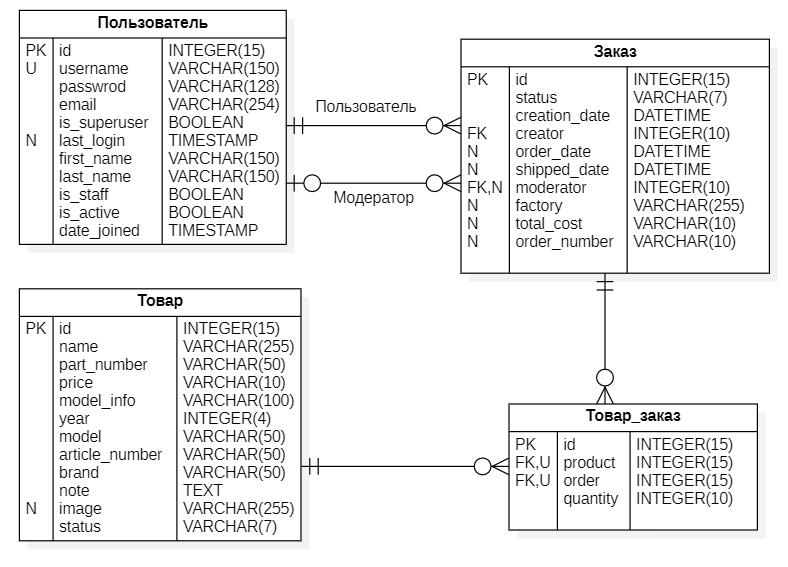 Пользователь
PK id INTEGER(15)
U username VARCHAR(150)
passwrod VARCHAR(128)
email VARCHAR(254)
is_superuser BOOLEAN
N last_login TIMESTAMP
first_name VARCHAR(150)
last_name VARCHAR(150)
is_staff BOOLEAN
is_active BOOLEAN
date_joined TIMESTAMP
Пользователь
Модератор
Заказ
PK id INTEGER(15)
status VARCHAR(7)
creation_date DATETIME
FK creator INTEGER(10)
N order_date DATETIME
N shipped_date DATETIME
FK,N moderator INTEGER(10)
N factory VARCHAR(255)
N total_cost VARCHAR(10)
N order_number VARCHAR(10)
Товар
PK id INTEGER(15)
name VARCHAR(255)
part_number VARCHAR(50)
price VARCHAR(10)
model_info VARCHAR(100)
year INTEGER(4)
model VARCHAR(50)
article_number VARCHAR(50)
brand VARCHAR(50)
note TEXT
N image VARCHAR(255)
status VARCHAR(7)
Товар_заказ
PK id INTEGER(15)
FK,U product INTEGER(15)
FK,U order INTEGER(15)
quantity INTEGER(10)